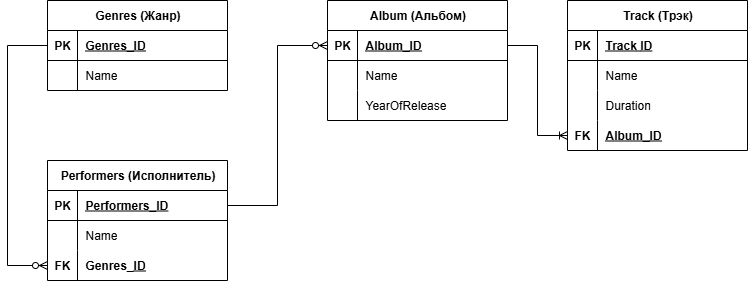 Genres (Жанр)
PK Genres_ID
Name
Performers (Исполнитель)
PK Performers_ID
Name
FK Genres_ID
Album (Альбом)
PK Album_ID
Name
YearOfRelease
Track (Трэк)
PK Track ID
Name
Duration
FK Album_ID